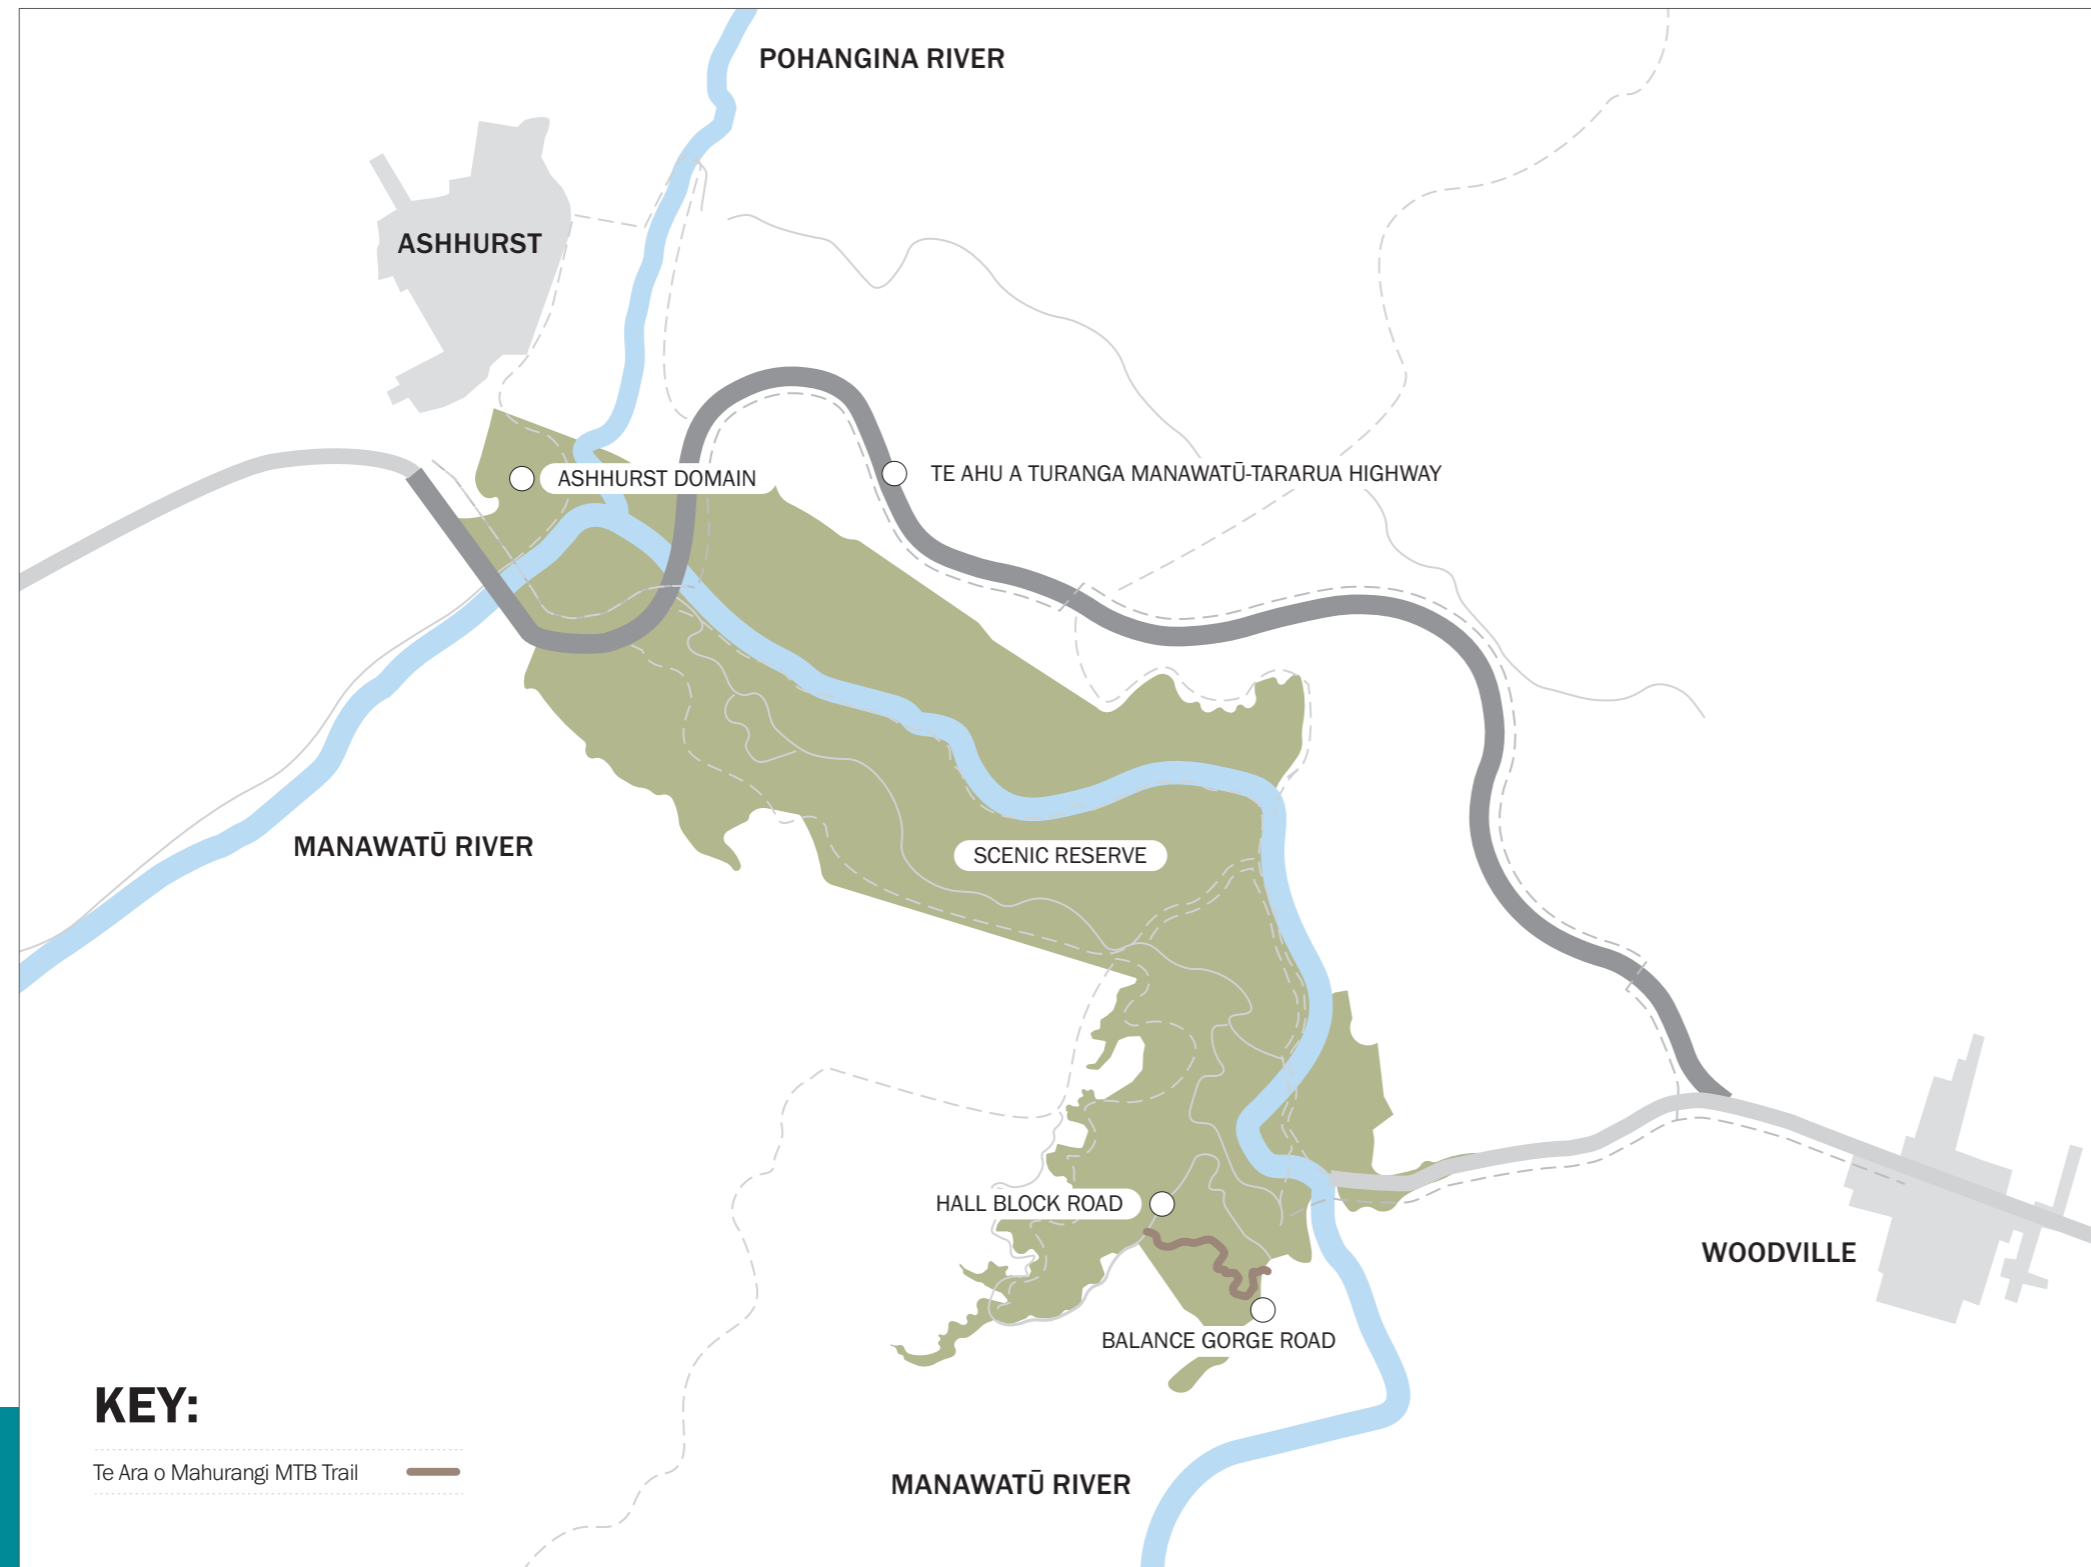 POHANGINA RIVER
ASHHURST
ASHHURST DOMAIN
TE AHU A TURANGA MANAWATŪ-TARARUA HIGHWAY
MANAWATŪ RIVER
SCENIC RESERVE
HALL BLOCK ROAD
WOODVILLE
BALANCE GORGE ROAD
KEY:
Te Ara o Mahurangi MTB Trail
MANAWATŪ RIVER